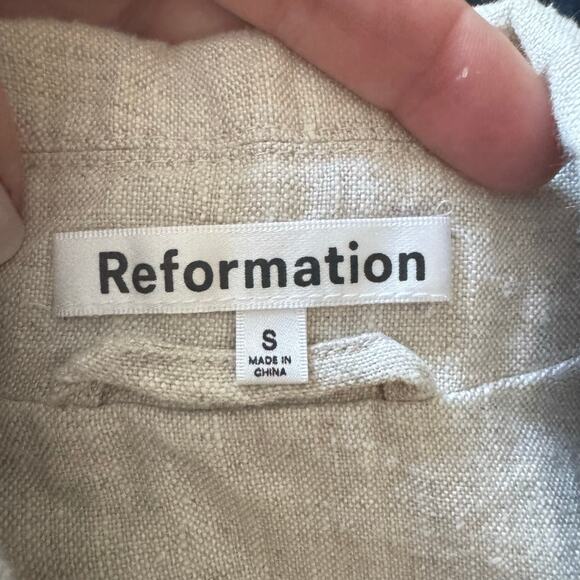 Reformation
S
MADE IN
CHINA